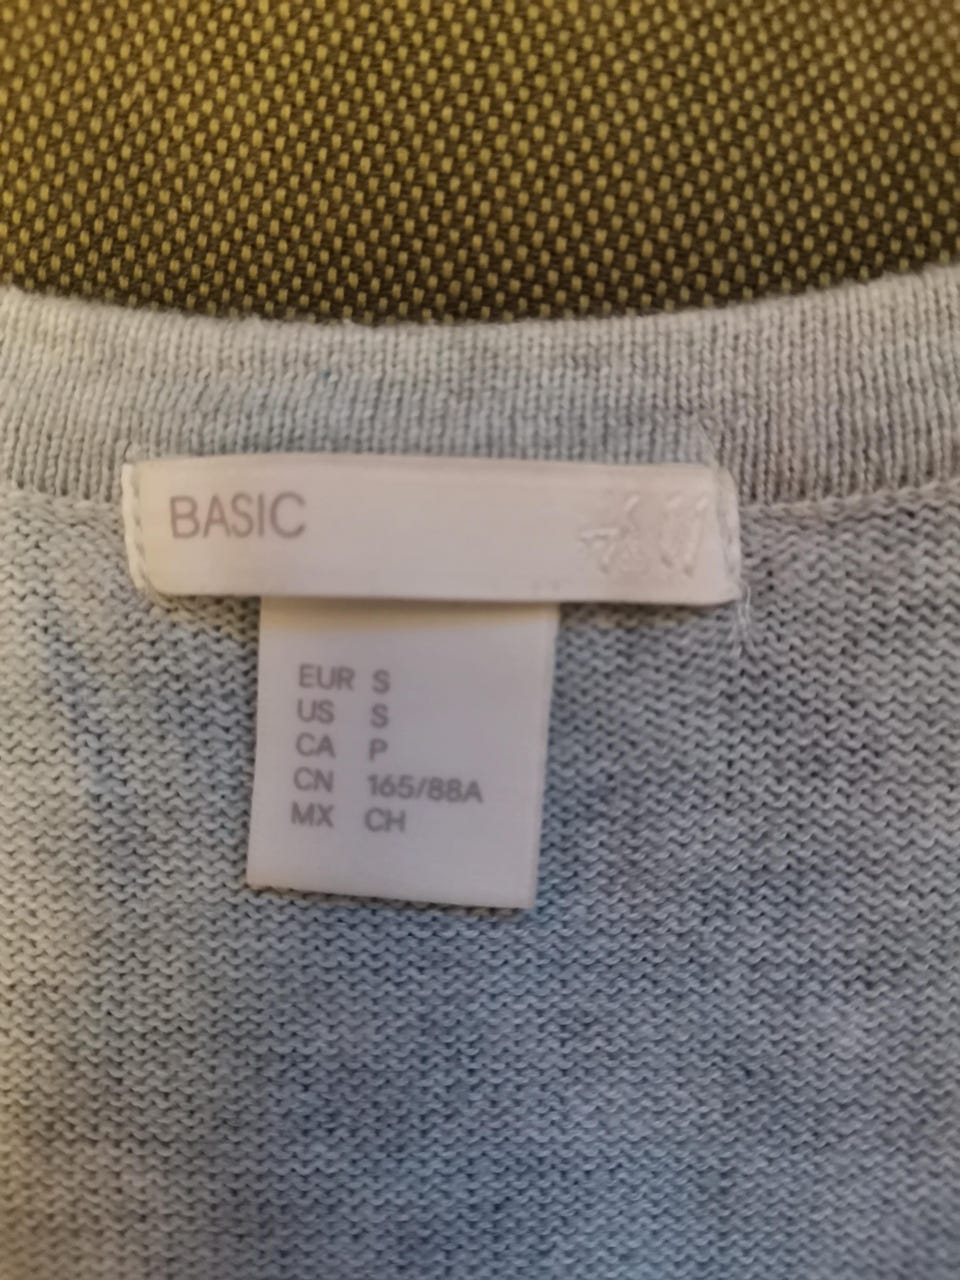 BASIC
EUR S
US S
CA P
CN 165/88A
MX CH